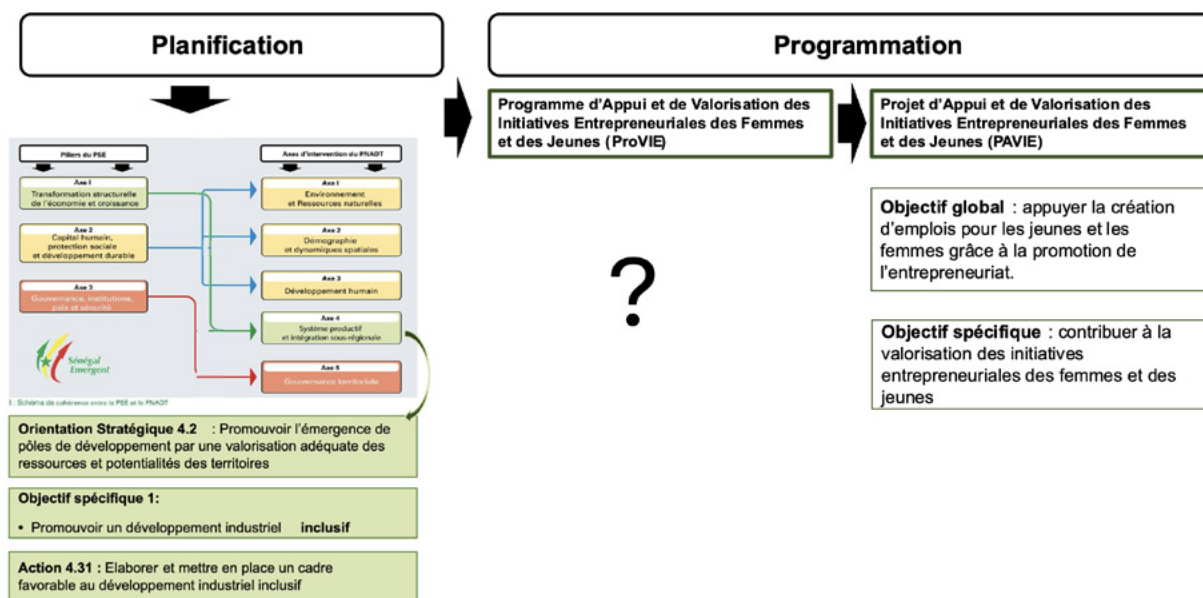 Planification
Programmation
Programme d'Appui et de Valorisation des
Initiatives Entrepreneuriales des Femmes
et des Jeunes (ProVIE)
Projet d'Appui et de Valorisation des
Initiatives Entrepreneuriales des Femmes
et des Jeunes (PAVIE)
Piliers du PSE
Axes d'intervention du PNADT
Axe I
Transformation structurelle
de l'économie et croissance
Axe 2
Capital humain,
protection sociale
et développement durable
Axe 3
Gouvernance, institutions,
paix et sécurité
Axe I
Environnement
et Ressources naturelles
Axe 2
Démographie
et dynamiques spatiales
Axe 3
Développement humain
Axe 4
Système productif
et intégration sous-régionale
Axe 5
Gouvernance territoriale
Sénégal
Emergent
: Schéma de cohérence entre le PSE et le PNADT
Orientation Stratégique 4.2 : Promouvoir l'émergence de
pôles de développement par une valorisation adéquate des
ressources et potentialités des territoires
Objectif spécifique 1:
• Promouvoir un développement industriel inclusif
Action 4.31 : Elaborer et mettre en place un cadre
favorable au développement industriel inclusif
?
Objectif global : appuyer la création
d'emplois pour les jeunes et les
femmes grâce à la promotion de
l'entrepreneuriat.
Objectif spécifique : contribuer à la
valorisation des initiatives
entrepreneuriales des femmes et des
jeunes